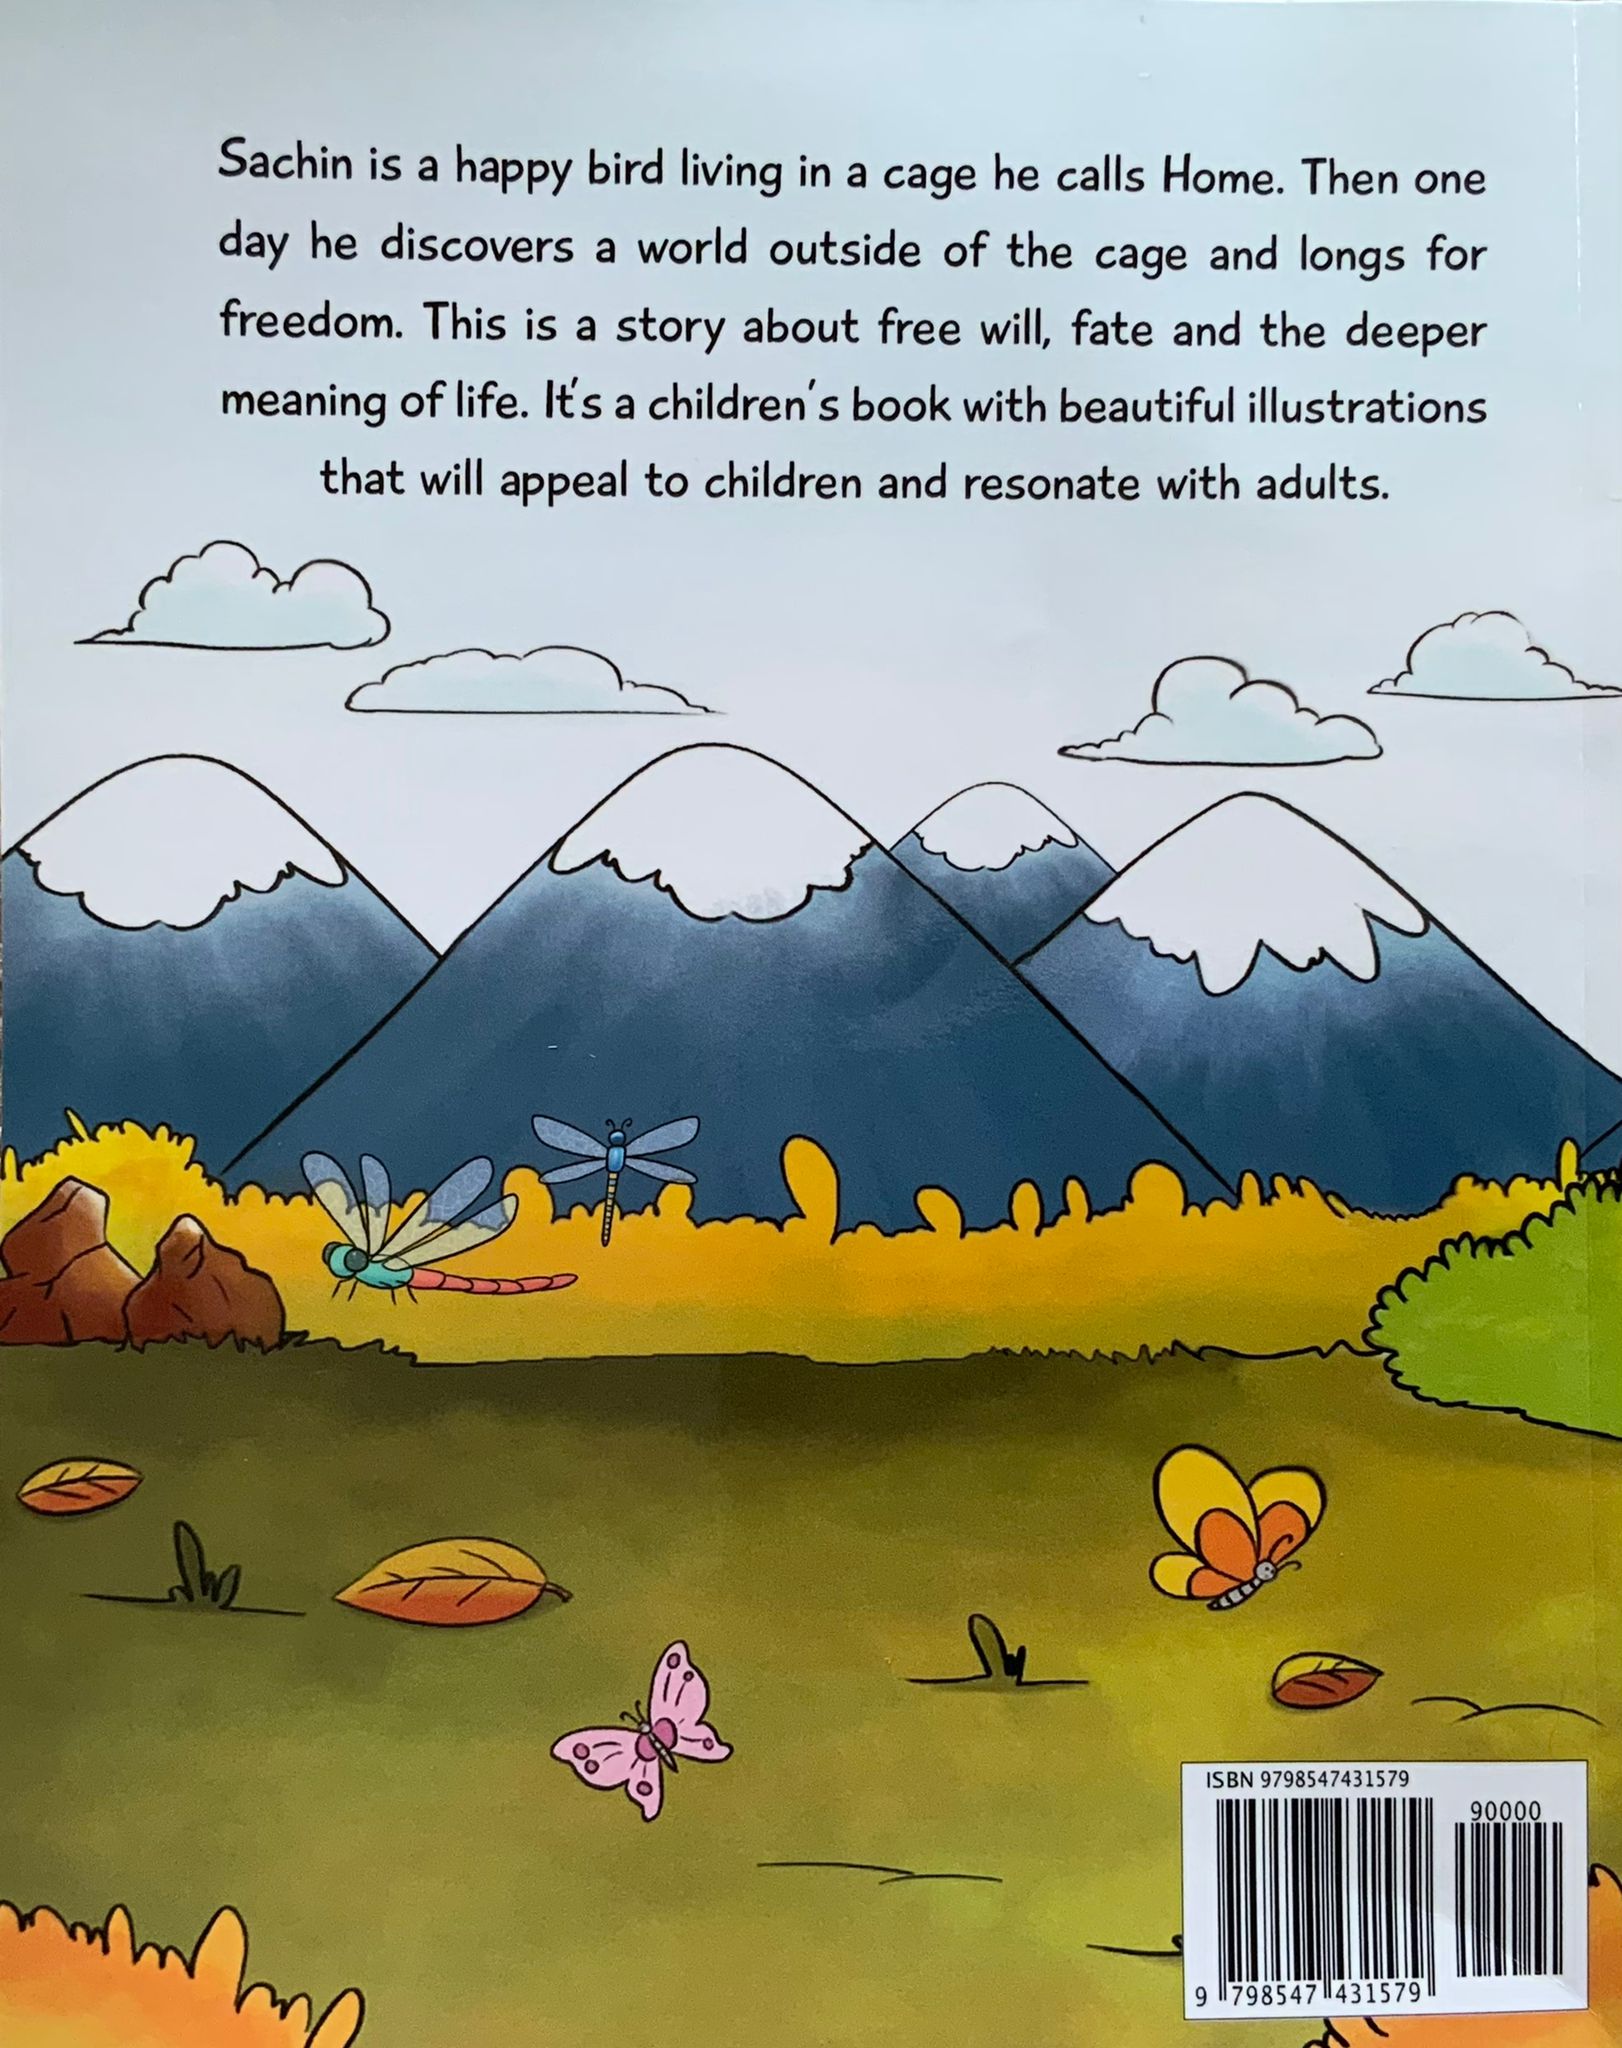 Sachin is a happy bird living in a cage he calls Home. Then one
day he discovers a world outside of the cage and longs for
freedom. This is a story about free will, fate and the deeper
meaning of life. It's a children's book with beautiful illustrations
that will appeal to children and resonate with adults.
ISBN 9798547431579
90000
9 798547 431579